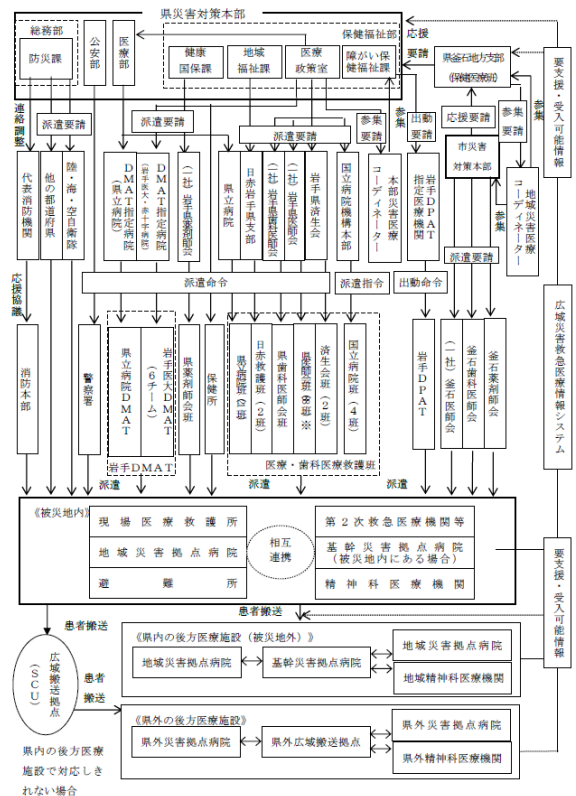 県災害対策本部
総務部
防災課
公安部
医療部
保健福祉部
健康
国保課
地域
福祉課
医療
政策室
障がい保
健福祉課
応援
要請
県釜石地方支部
(保健医療班)
要支援・受入可能情報
連絡調整
派遣要請
派遣要請
派遣要請
参集
要請
参集
出動
要請
応援要請
参集
要請
参集
市災害
対策本部
代表消防機関
他の都道府県
陸・海・空自衛隊
DMAT指定病院
(県立病院)
DMAT指定病院
(岩手医大・赤十字病院)
(一社)岩手県薬剤師会
県立病院
日赤岩手県支部
(一社)岩手県歯科医師会
(一社)岩手県医師会
岩手県済生会
国立病院機構本部
本部災害医療
コーディネーター
岩手DPAT
指定医療機関
地域災害医療
コーディネーター
参集
派遣要請
応援協議
派遣命令
派遣指令
出動命令
広域災害救急医療情報システム
消防本部
警察署
県立病院DMAT
岩手医大DMAT
(6チーム)
岩手DMAT
県薬剤師会班
保健所
日赤救護班(2班)
県歯科医師会班
済生会班(2班)
国立病院班(4班)
医療・歯科医療救護班
岩手DPAT
(一社)釜石医師会
釜石歯科医師会
釜石薬剤師会
派遣
派遣
派遣
《被災地内》
現場医療救護所
地域災害拠点病院
避難所
相互
連携
第2次救急医療機関等
基幹災害拠点病院
(被災地内にある場合)
精神科医療機関
要支援・受入可能情報
患者搬送
患者搬送
広域搬送拠点
(SCU)
患者
搬送
《県内の後方医療施設(被災地外)》
地域災害拠点病院
基幹災害拠点病院
地域災害拠点病院
地域精神科医療機関
《県外の後方医療施設》
県外災害拠点病院
県外広域搬送拠点
県外災害拠点病院
県外精神科医療機関
県内の後方医療
施設で対応しき
れない場合